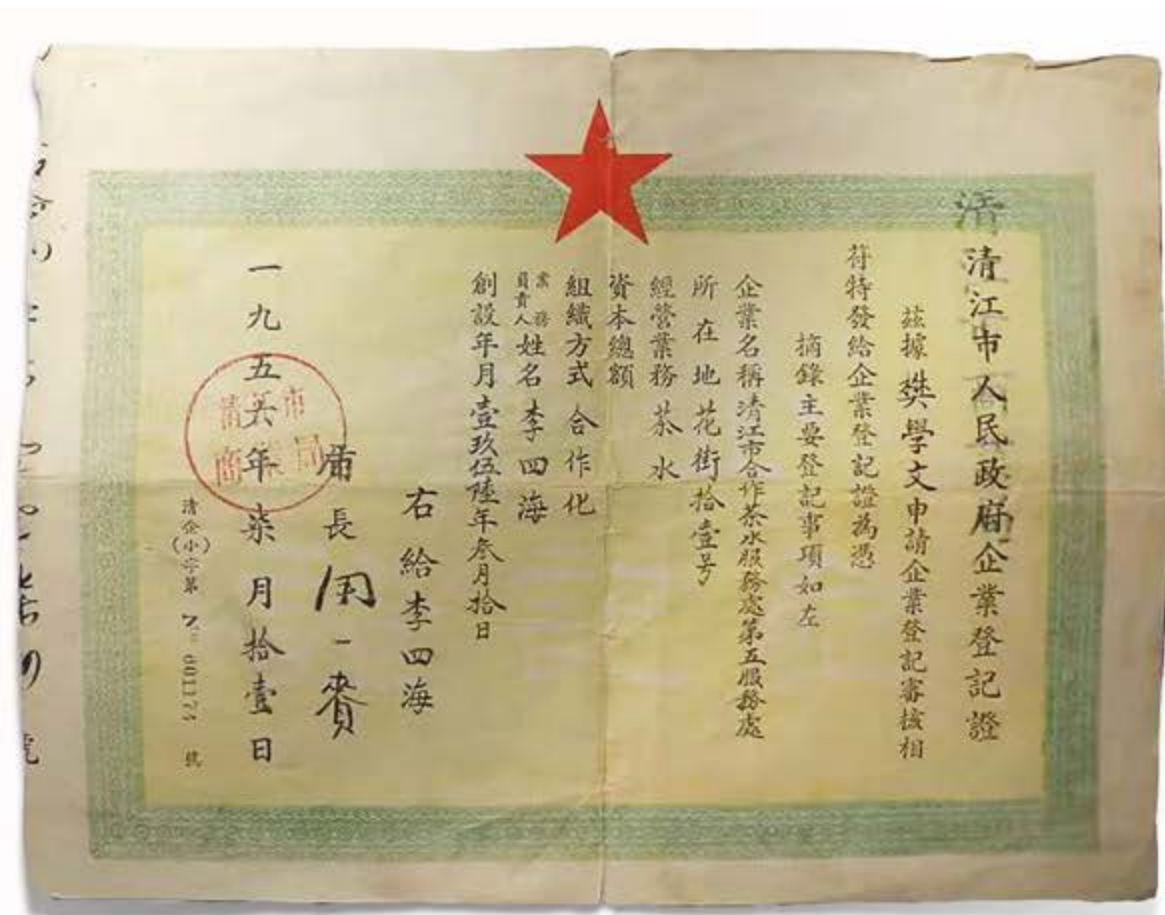 清江市人民政府企業登記證
茲據樊學文申請企業登記審核相
符特發給企業登記證為憑
摘錄主要登記事項如左
企業名稱清江市合作茶水服務處第五服務處
所在地花街拾壹号
經營業務茶水
資本總額
組織方式合作化
業務負責人姓名李四海
創設年月壹玖伍陸年叁月拾日
右給李四海
市長
一九五六年柒月拾壹日
清企(小)字第 號